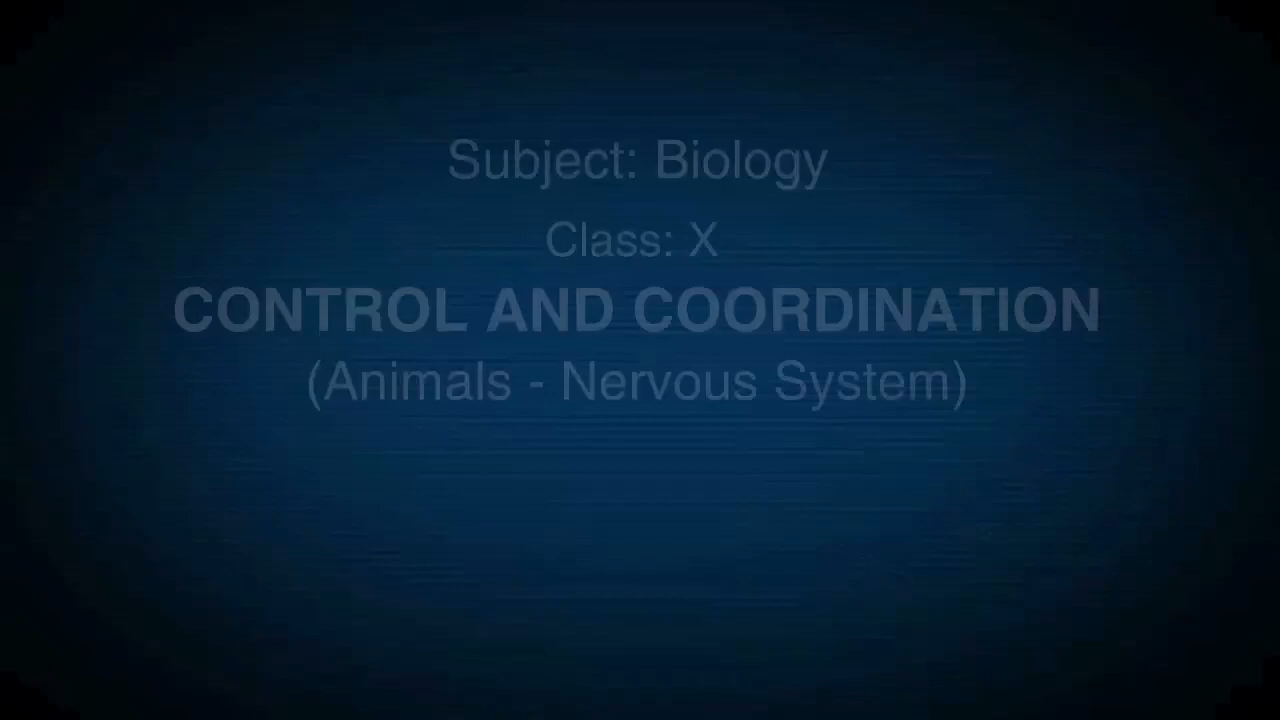 Subject: Biology
Class: X
CONTROL AND COORDINATION
(Animals - Nervous System)